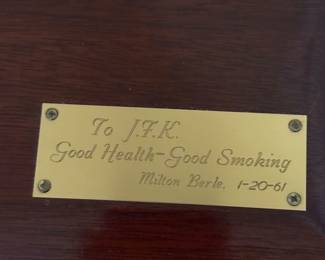 To J.F.K.
Good Health-Good Smoking
Milton Berle. 1-20-61